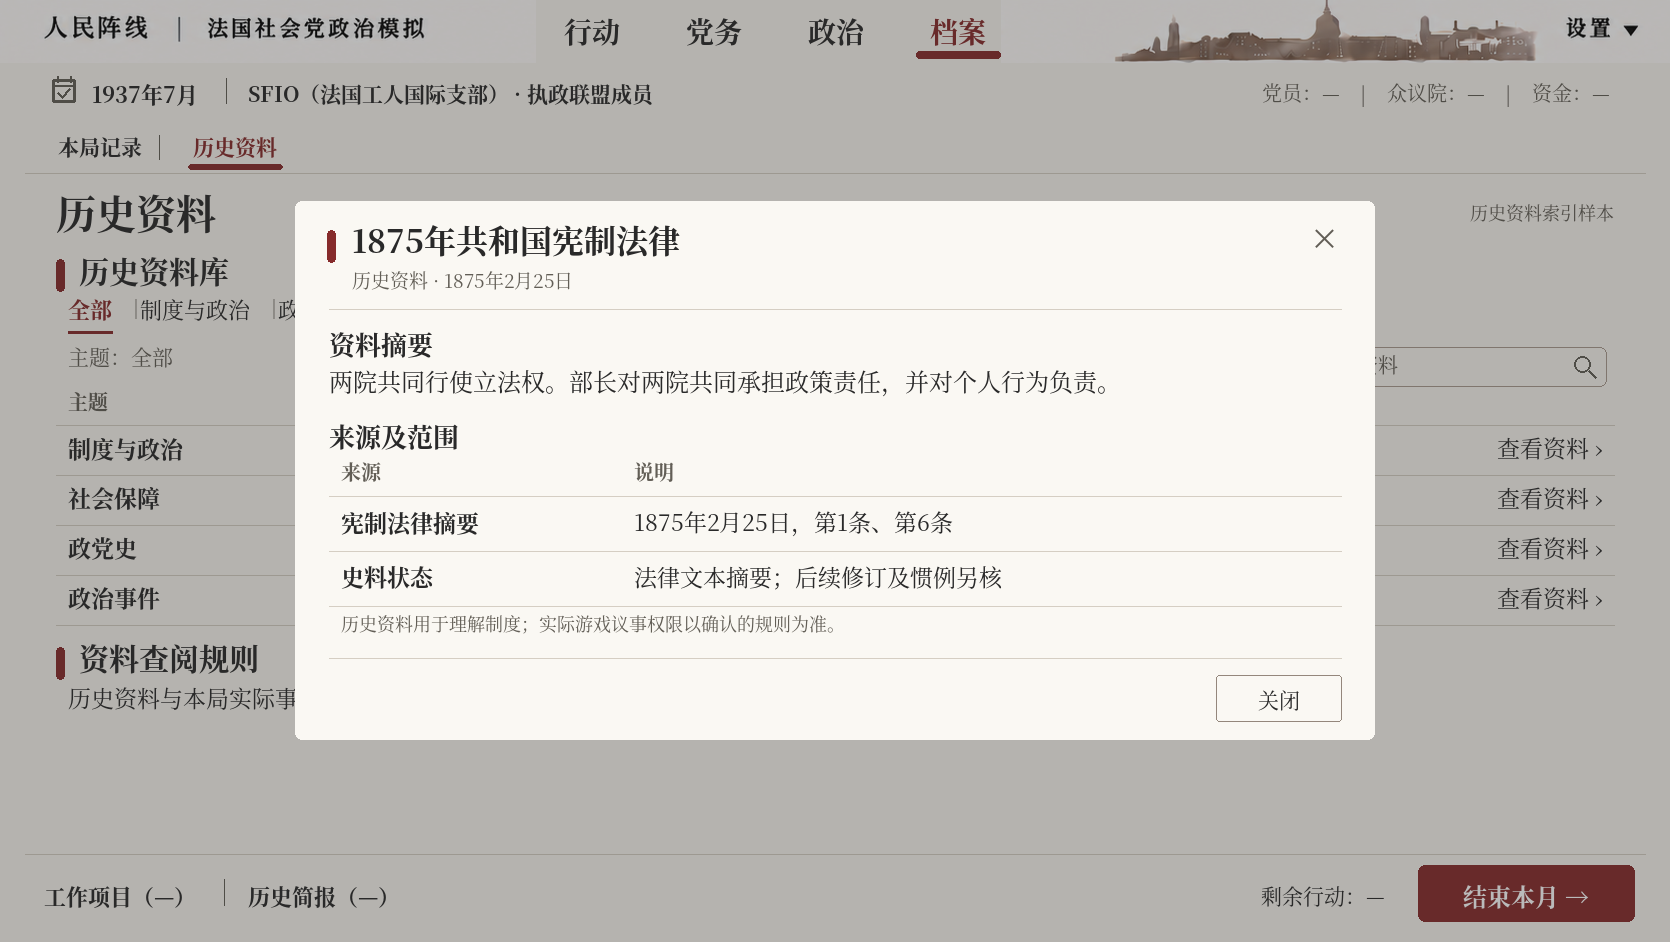 人民阵线 | 法国社会党政治模拟
行动
党务
政治
档案
设置 ▼
1937年7月
SFIO（法国工人国际支部）· 执政联盟成员
党员：— | 众议院：— | 资金：—
本局记录
历史资料
历史资料
历史资料索引样本
历史资料库
全部
制度与政治
政
主题：全部
料
主题
制度与政治
查看资料 ›
社会保障
查看资料 ›
政党史
查看资料 ›
政治事件
查看资料 ›
资料查阅规则
历史资料与本局实际事
1875年共和国宪制法律
历史资料 · 1875年2月25日
资料摘要
两院共同行使立法权。部长对两院共同承担政策责任，并对个人行为负责。
来源及范围
来源
说明
宪制法律摘要
1875年2月25日，第1条、第6条
史料状态
法律文本摘要；后续修订及惯例另核
历史资料用于理解制度；实际游戏议事权限以确认的规则为准。
关闭
工作项目（—）
历史简报（—）
剩余行动：—
结束本月 →